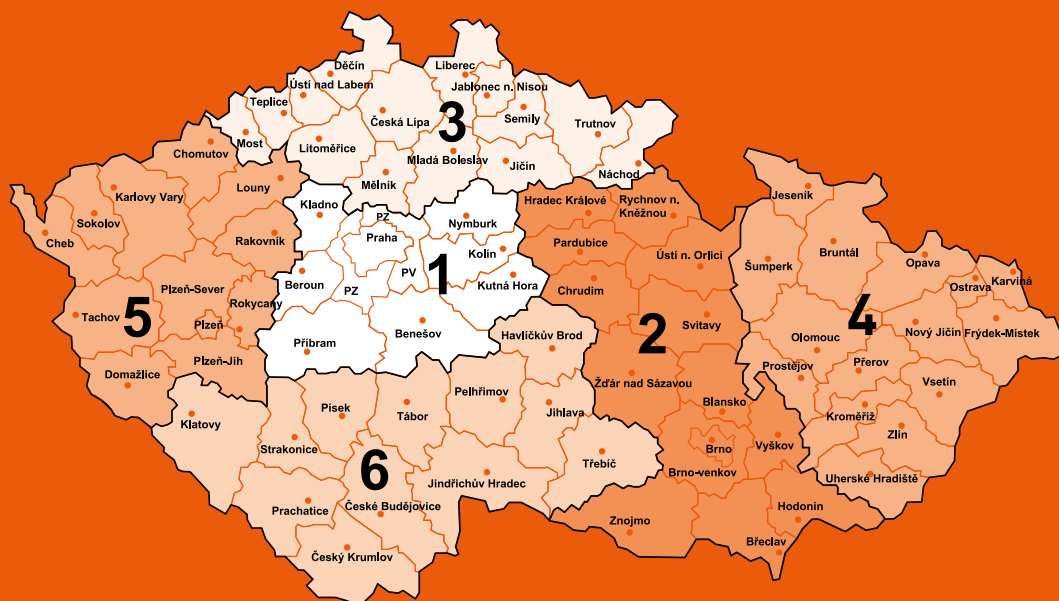 Děčín
Liberec
Ústí nad Labem
Jablonec n. Nisou
Teplice
3
Semily
Trutnov
Česká Lípa
Most
Litoměřice
Chomutov
Mladá Boleslav
Jičín
Náchod
Mělník
Louny
Karlovy Vary
Kladno
Hradec Králové
Rychnov n.
Kněžnou
Jeseník
Sokolov
PZ
Nymburk
Cheb
Rakovník
Praha
Kolín
Pardubice
Ústí n. Orlicí
Šumperk
Bruntál
Opava
Ostrava
Karviná
Plzeň-Sever
Beroun
PZ
PV
1
Kutná Hora
Chrudim
Rokycany
Tachov
5
Plzeň
Svitavy
2
4
Nový Jičín
Frýdek-Místek
Benešov
Havlíčkův Brod
Olomouc
Příbram
Plzeň-Jih
Domažlice
Prostějov
Přerov
Žďár nad Sázavou
Vsetín
Pelhřimov
Blansko
Písek
Tábor
Jihlava
Kroměříž
Klatovy
Zlín
Strakonice
Brno
Vyškov
Třebíč
6
Brno-venkov
Jindřichův Hradec
Uherské Hradiště
Prachatice
České Budějovice
Hodonín
Znojmo
Břeclav
Český Krumlov